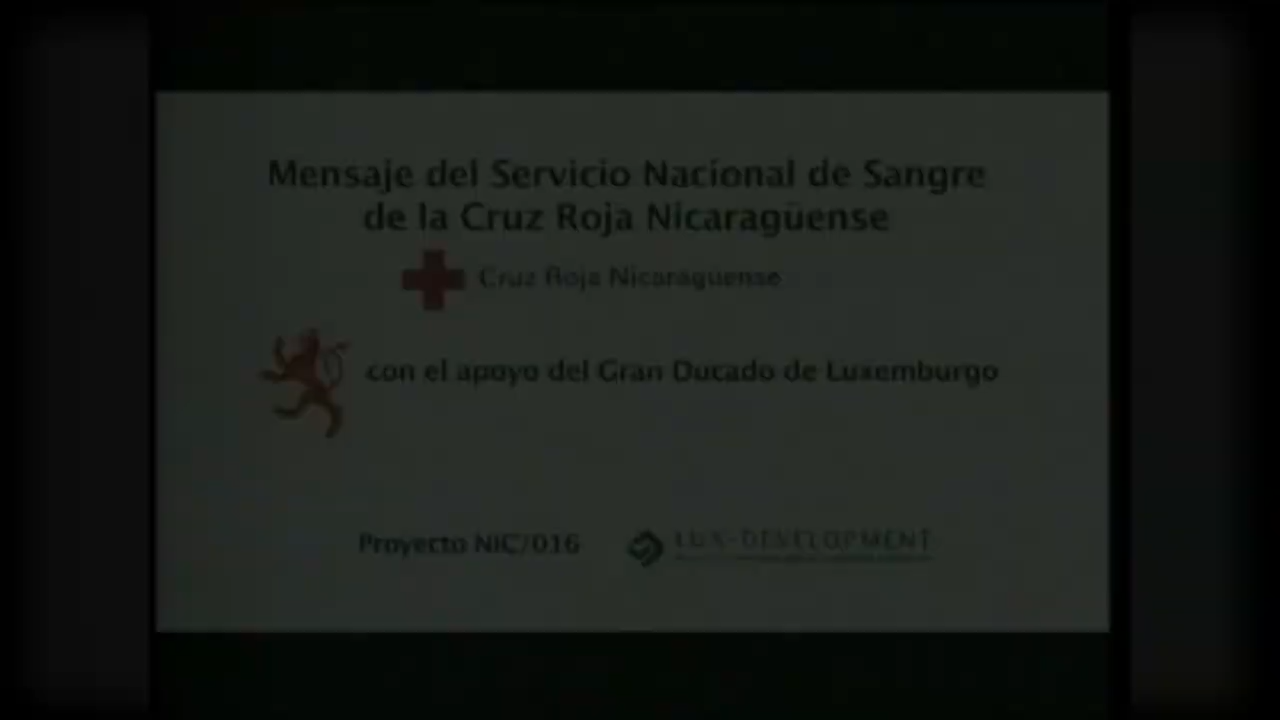 Mensaje del Servicio Nacional de Sangre
de la Cruz Roja Nicaragüense
Cruz Roja Nicaragüense
con el apoyo del Gran Ducado de Luxemburgo
Proyecto NIC/016
LUX-DEVELOPMENT